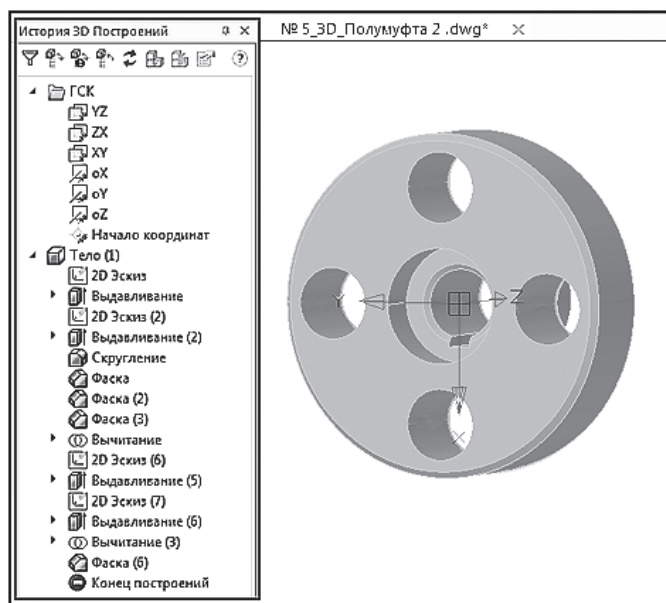 История 3D Построений
№ 5_3D_Полумуфта 2 .dwg*
ГСК
YZ
ZX
XY
oX
oY
oZ
Начало координат
Тело (1)
2D Эскиз
Выдавливание
2D Эскиз (2)
Выдавливание (2)
Скругление
Фаска
Фаска (2)
Фаска (3)
Вычитание
2D Эскиз (6)
Выдавливание (5)
2D Эскиз (7)
Выдавливание (6)
Вычитание (3)
Фаска (6)
Конец построений
Y
Z
X